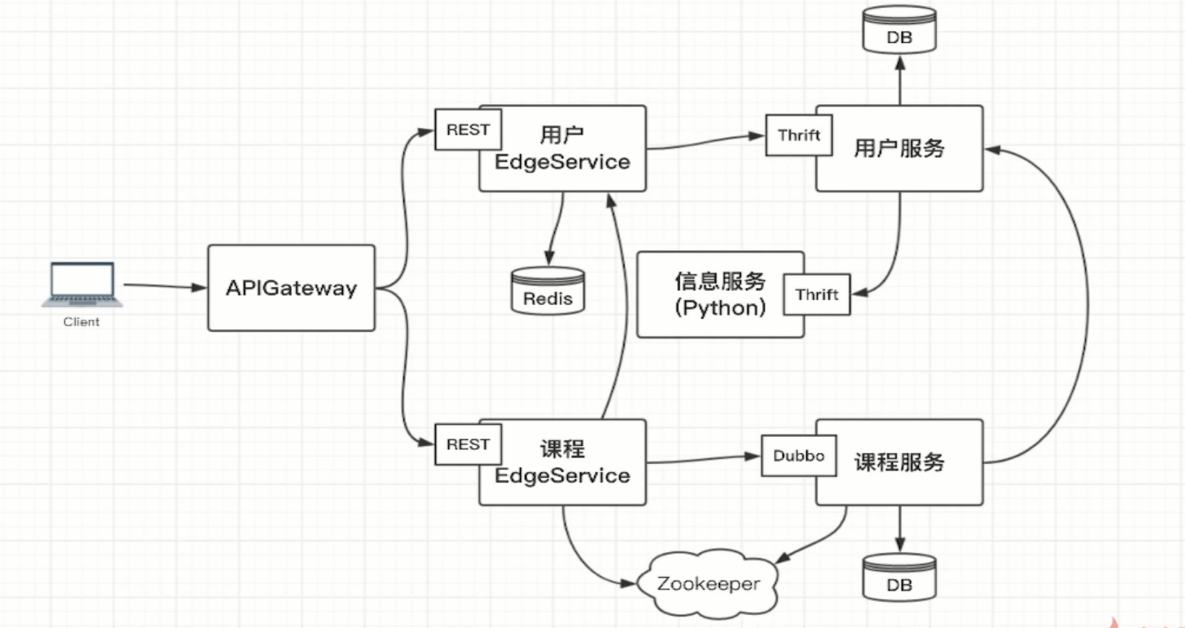 DB
REST
用户
EdgeService
Thrift
用户服务
Redis
信息服务
(Python)
Thrift
APIGateway
Client
REST
课程
EdgeService
Dubbo
课程服务
Zookeeper
DB